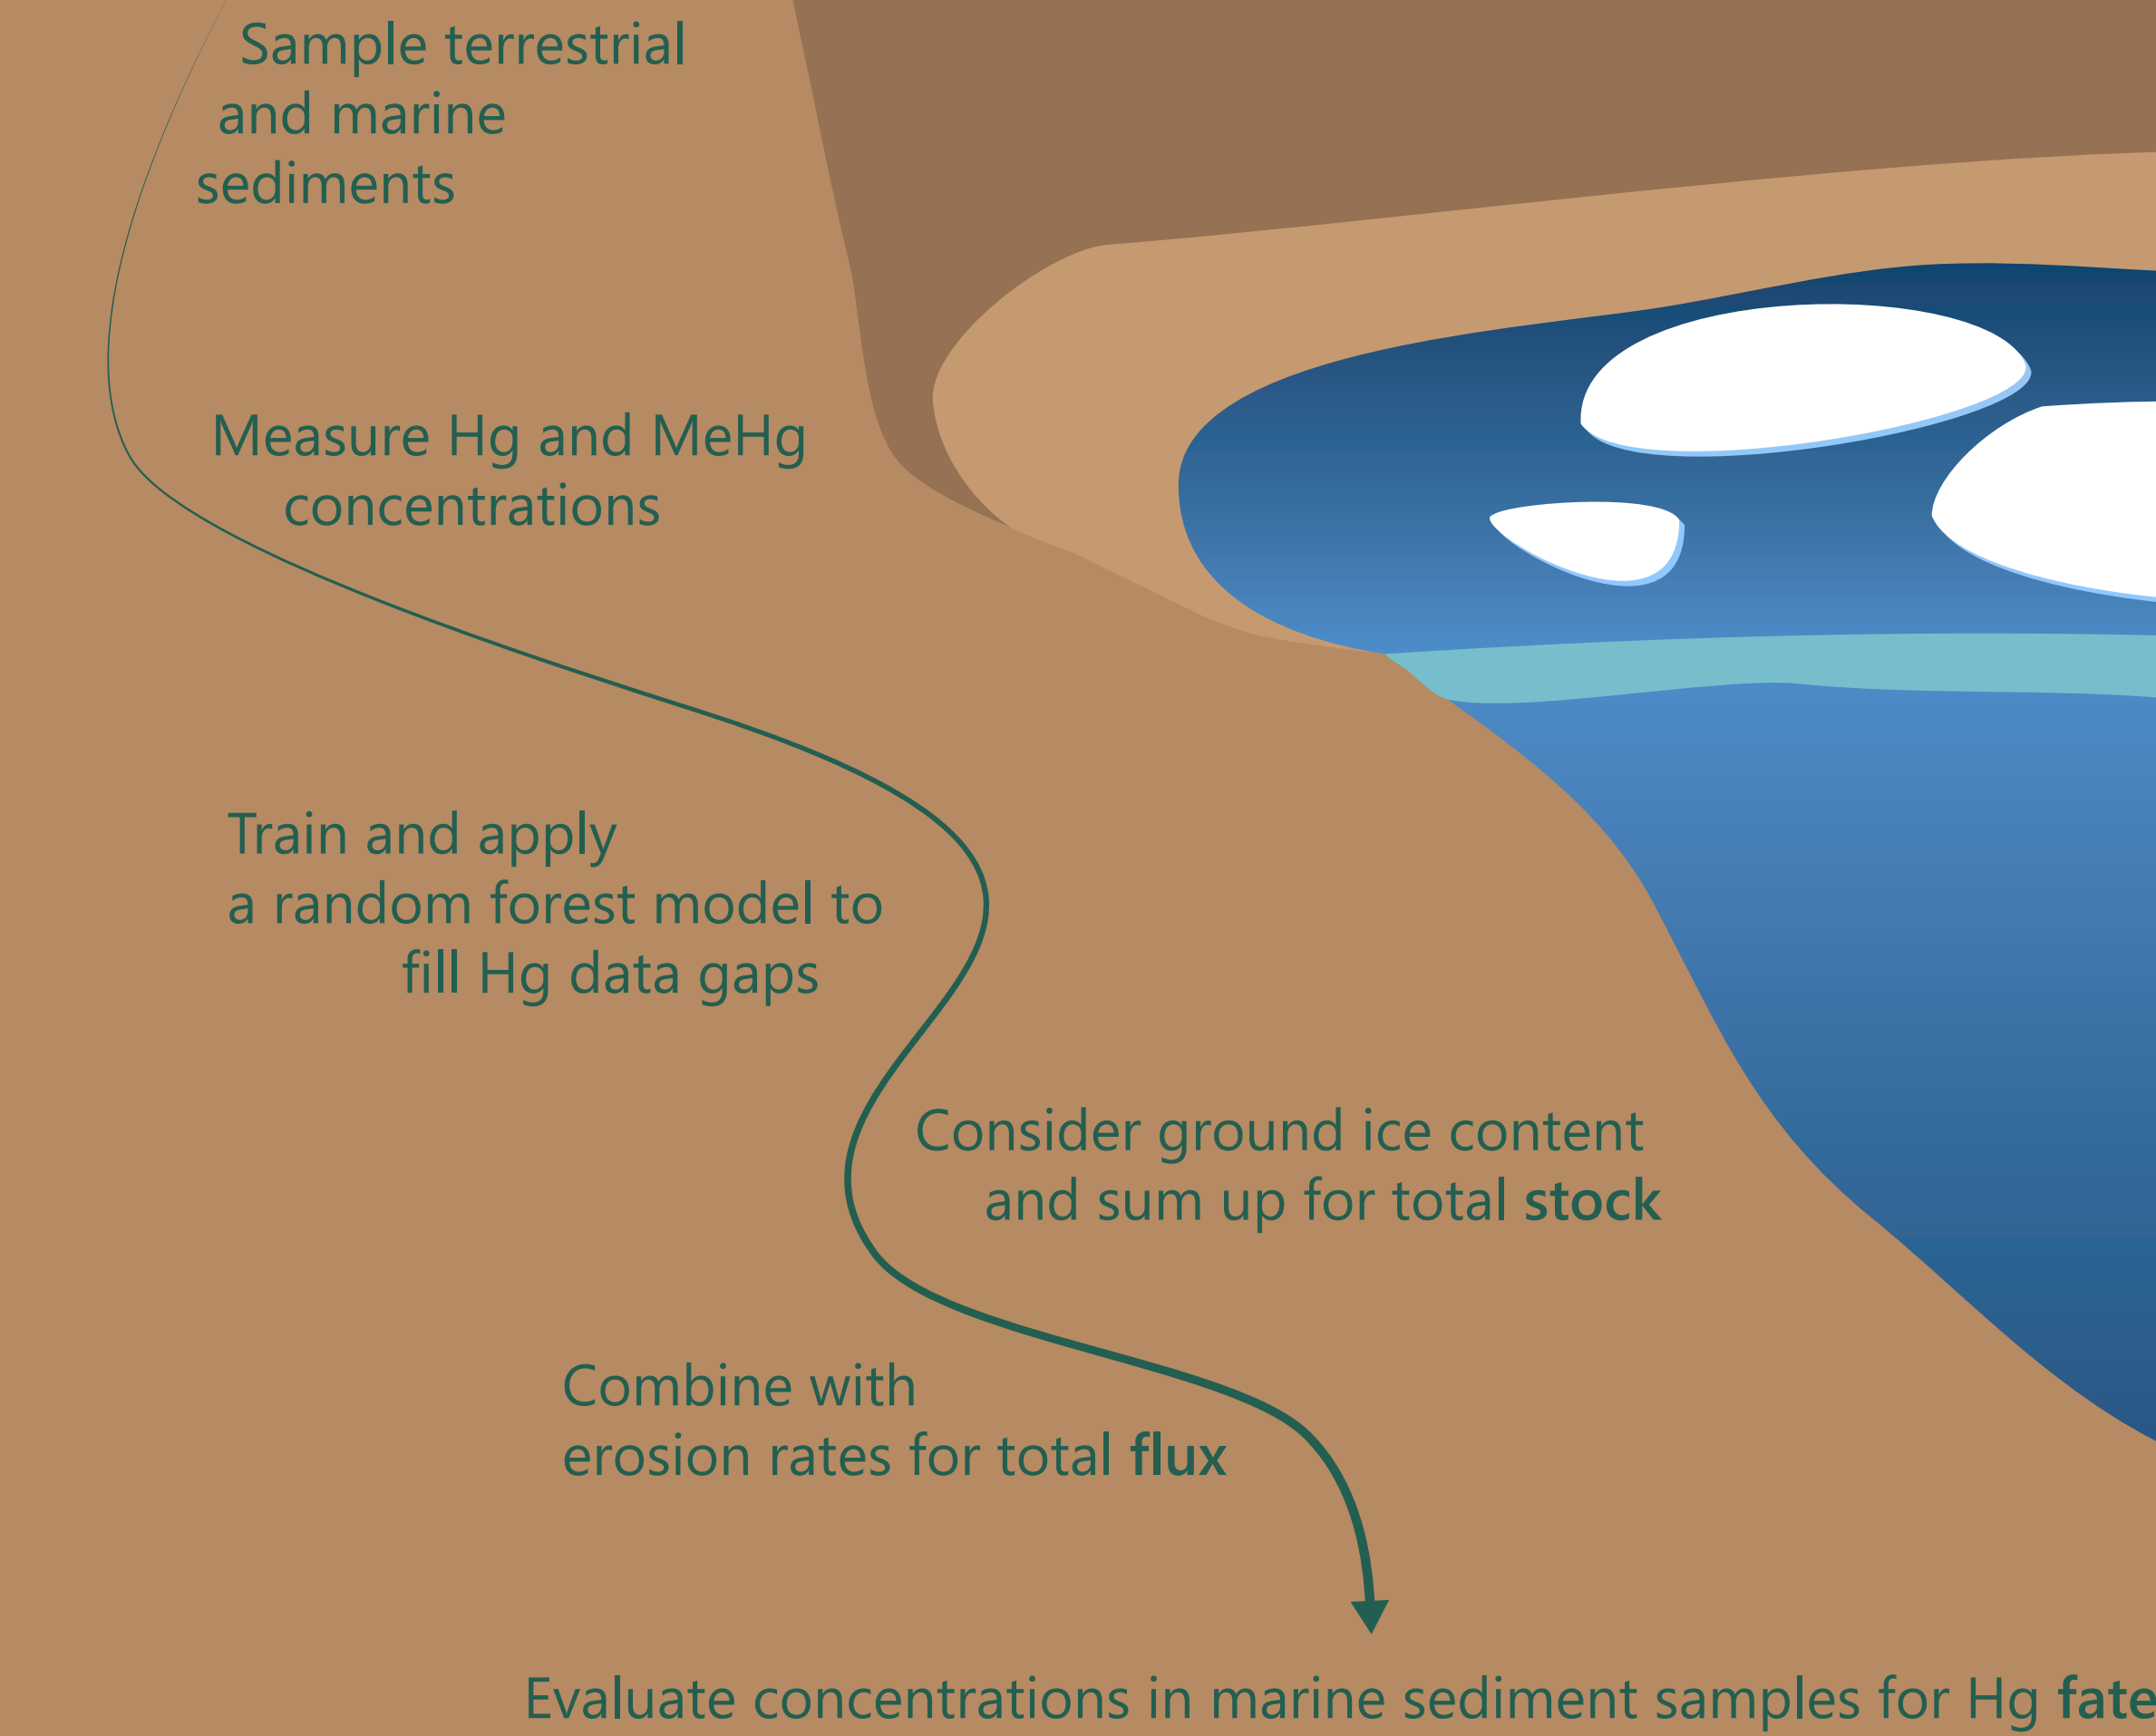 Sample terrestrial
and marine
sediments
Measure Hg and MeHg
concentrations
Train and apply
a random forest model to
fill Hg data gaps
Consider ground ice content
and sum up for total stock
Combine with
erosion rates for total flux
Evaluate concentrations in marine sediment samples for Hg fate